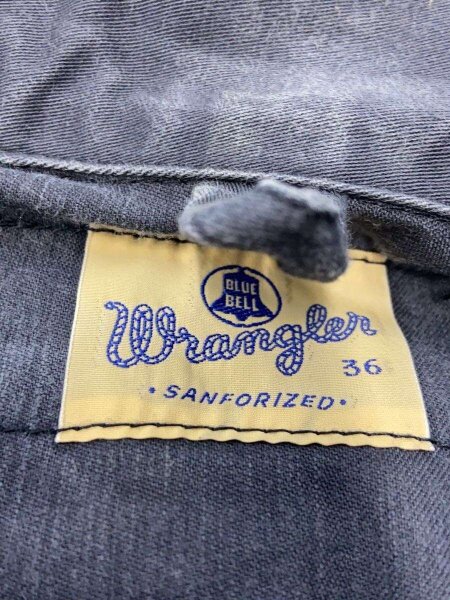 BLUE
BELL
Wrangler
36
• SANFORIZED •